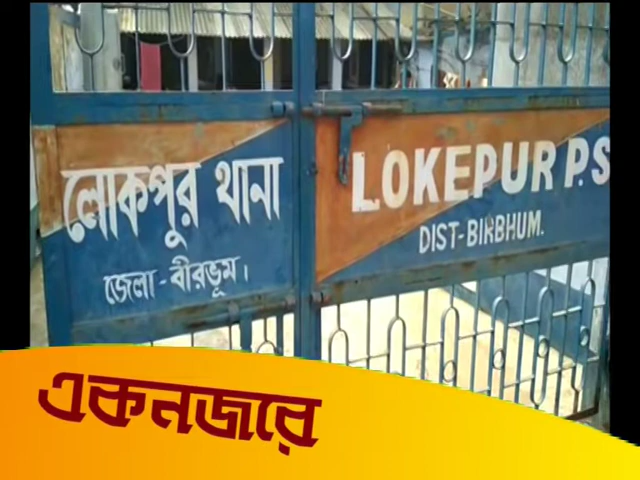 লোকপুর থানা
জেলা - বীরভূম।
LOKEPUR P.S
DIST-BIRBHUM.
একনজরে